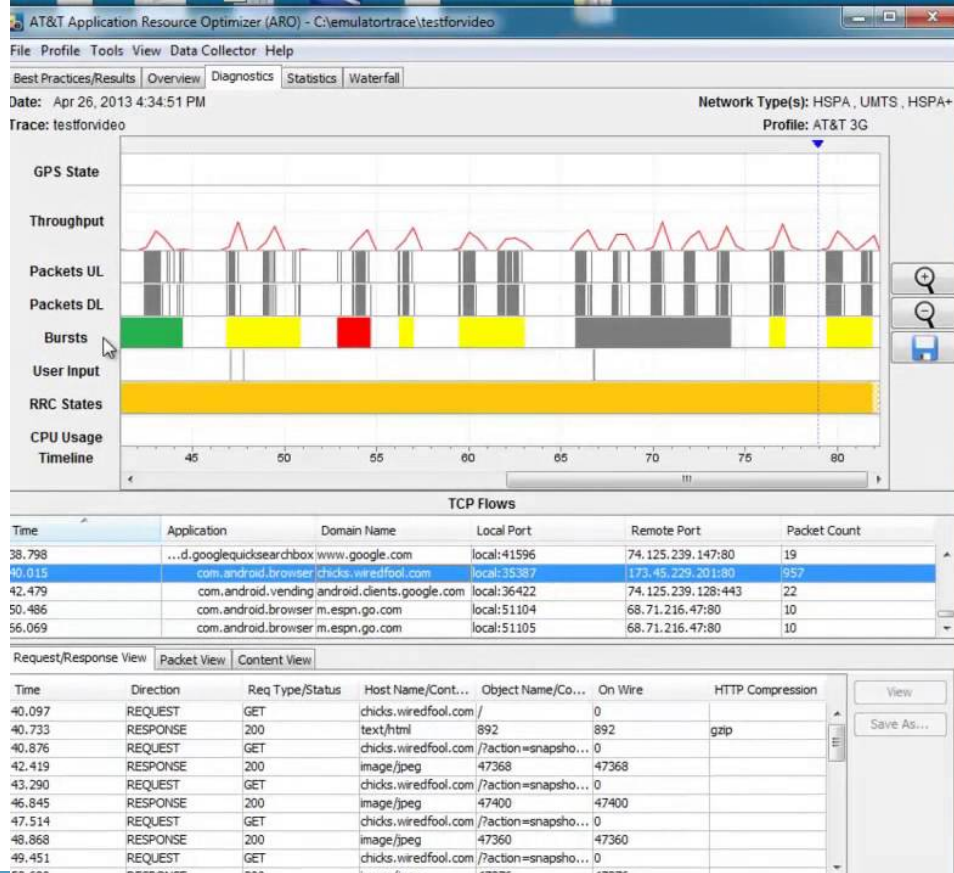 AT&T Application Resource Optimizer (ARO) - C:\emulatortrace\testforvideo
File Profile Tools View Data Collector Help
Best Practices/Results Overview Diagnostics Statistics Waterfall
Date: Apr 26, 2013 4:34:51 PM Network Type(s): HSPA , UMTS , HSPA+
Trace: testforvideo Profile: AT&T 3G
GPS State
Throughput
Packets UL
Packets DL
Bursts
User Input
RRC States
CPU Usage
Timeline 45 50 55 60 65 70 75 80
TCP Flows
Time Application Domain Name Local Port Remote Port Packet Count
38.798 ...d.googlequicksearchbox www.google.com local:41596 74.125.239.147:80 19
40.015 com.android.browser chicks.wiredfool.com local:35387 173.45.229.201:80 957
42.479 com.android.vending android.clients.google.com local:36422 74.125.239.128:443 22
50.486 com.android.browser m.espn.go.com local:51104 68.71.216.47:80 10
56.069 com.android.browser m.espn.go.com local:51105 68.71.216.47:80 10
Request/Response View Packet View Content View
Time Direction Req Type/Status Host Name/Cont... Object Name/Co... On Wire HTTP Compression View
40.097 REQUEST GET chicks.wiredfool.com / 0
Save As...
40.733 RESPONSE 200 text/html 892 892 gzip
40.876 REQUEST GET chicks.wiredfool.com /?action=snapsho... 0
42.419 RESPONSE 200 image/jpeg 47368 47368
43.290 REQUEST GET chicks.wiredfool.com /?action=snapsho... 0
46.845 RESPONSE 200 image/jpeg 47400 47400
47.514 REQUEST GET chicks.wiredfool.com /?action=snapsho... 0
48.868 RESPONSE 200 image/jpeg 47360 47360
49.451 REQUEST GET chicks.wiredfool.com /?action=snapsho... 0